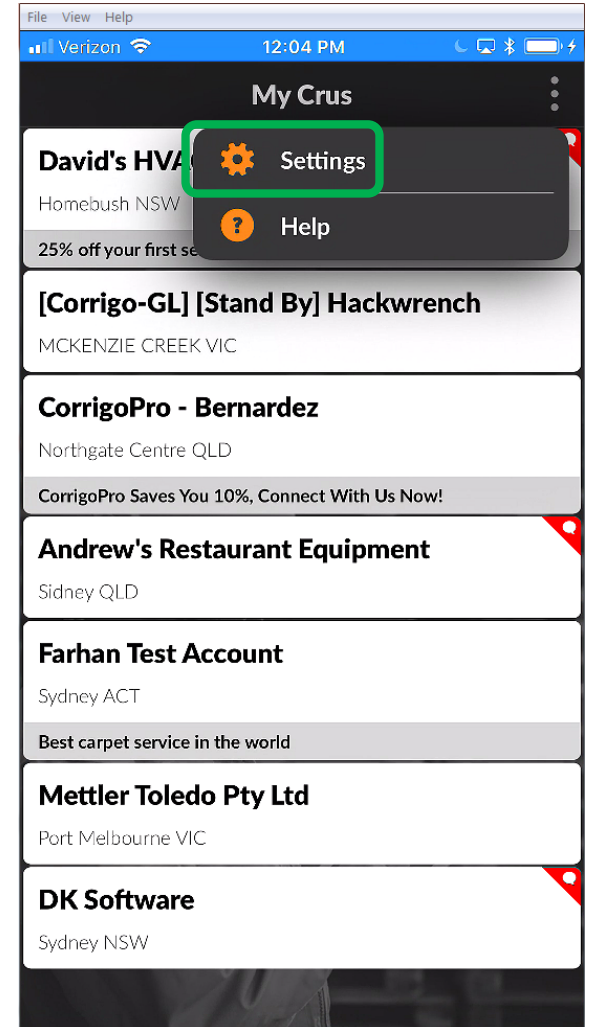 File View Help
Verizon 12:04 PM
My Crus
David's HVA
Settings
Homebush NSW
? Help
25% off your first se
[Corrigo-GL] [Stand By] Hackwrench
MCKENZIE CREEK VIC
CorrigoPro - Bernardez
Northgate Centre QLD
CorrigoPro Saves You 10%, Connect With Us Now!
Andrew's Restaurant Equipment
Sidney QLD
Farhan Test Account
Sydney ACT
Best carpet service in the world
Mettler Toledo Pty Ltd
Port Melbourne VIC
DK Software
Sydney NSW